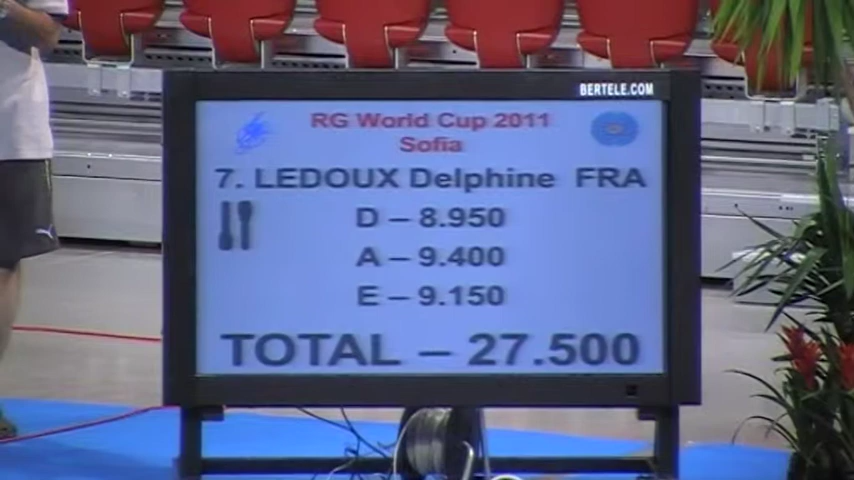 BERTELE.COM
RG World Cup 2011
Sofia
7. LEDOUX Delphine FRA
D – 8.950
A – 9.400
E – 9.150
TOTAL – 27.500